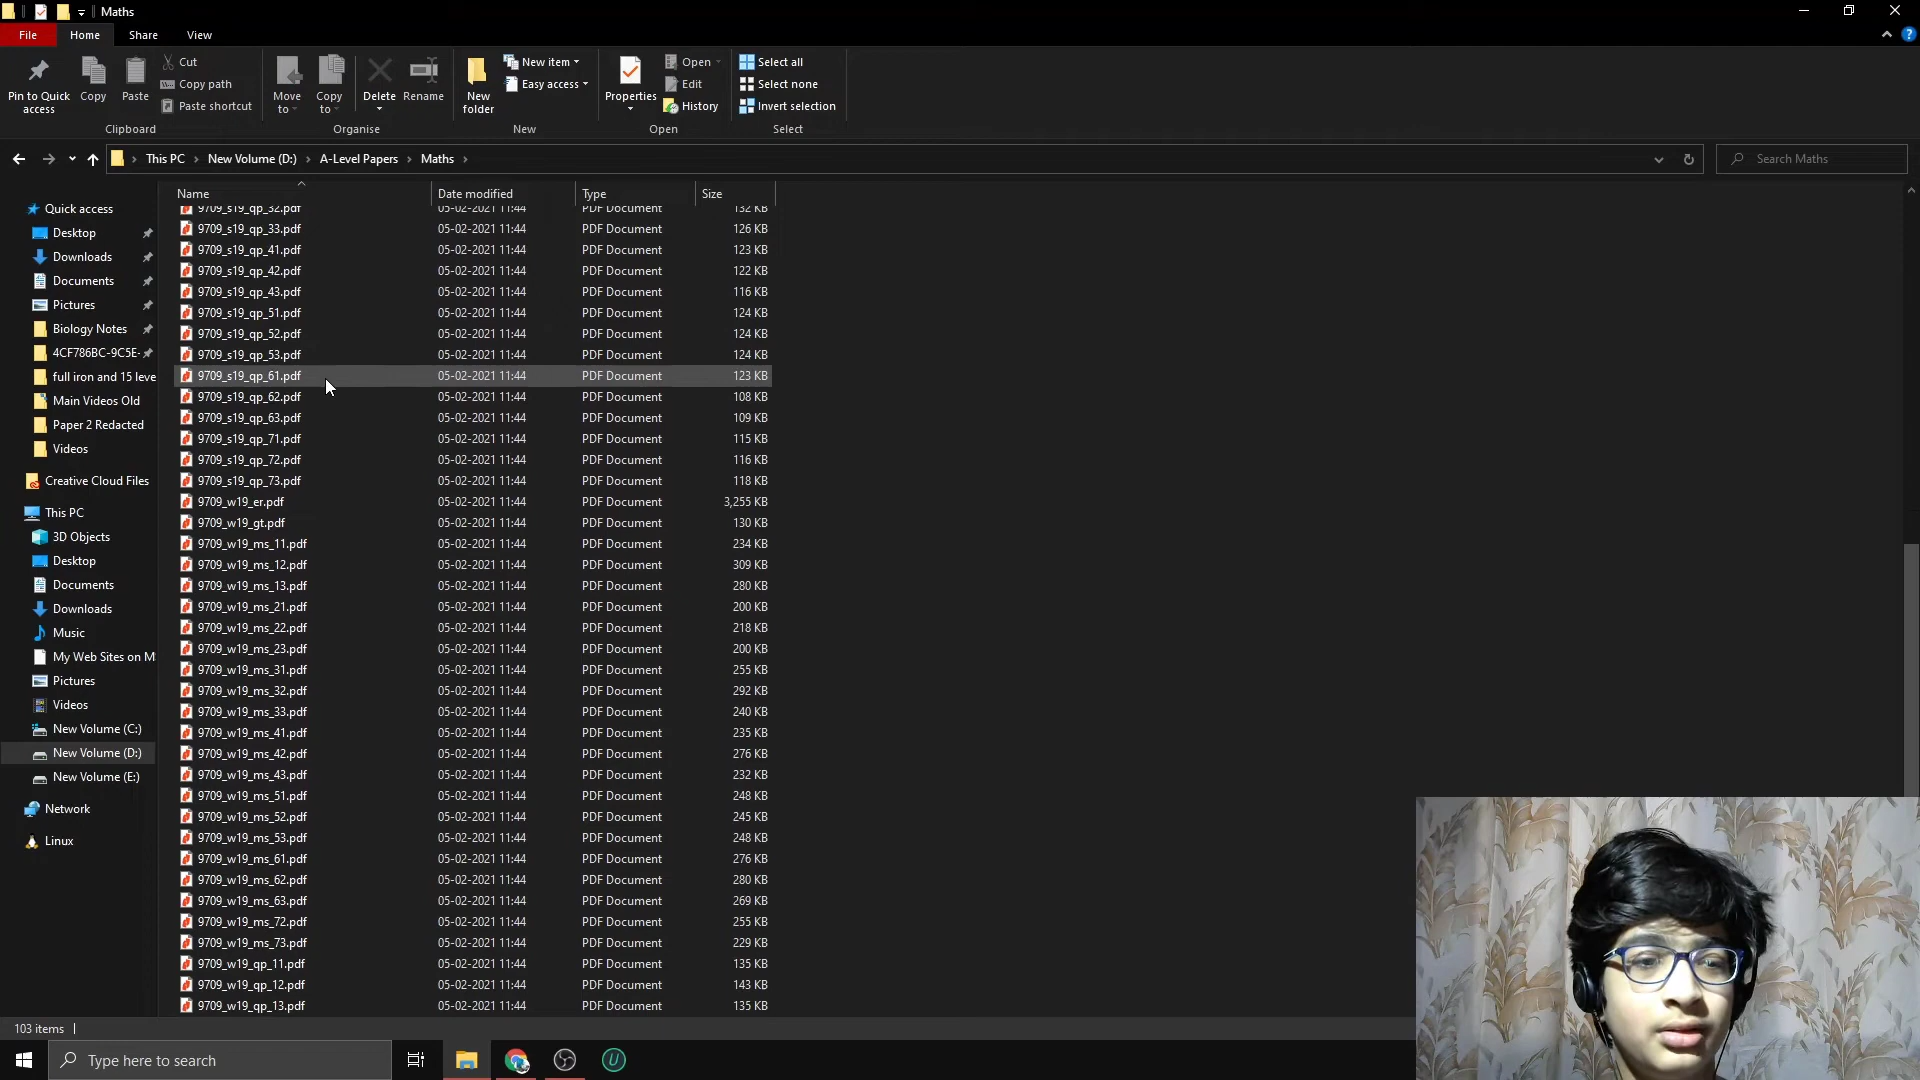 Maths
File Home Share View
Pin to Quick access
Copy
Paste
Cut
Copy path
Paste shortcut
Clipboard
Move to
Copy to
Delete
Rename
Organise
New folder
New item
Easy access
New
Properties
Open
Edit
History
Open
Select all
Select none
Invert selection
Select
This PC > New Volume (D:) > A-Level Papers > Maths >
Search Maths
Quick access
Desktop
Downloads
Documents
Pictures
Biology Notes
4CF786BC-9C5E-
full iron and 15 leve
Main Videos Old
Paper 2 Redacted
Videos
Creative Cloud Files
This PC
3D Objects
Desktop
Documents
Downloads
Music
My Web Sites on M
Pictures
Videos
New Volume (C:)
New Volume (D:)
New Volume (E:)
Network
Linux
Name Date modified Type Size
9709_s19_qp_32.pdf 05-02-2021 11:44 PDF Document 132 KB
9709_s19_qp_33.pdf 05-02-2021 11:44 PDF Document 126 KB
9709_s19_qp_41.pdf 05-02-2021 11:44 PDF Document 123 KB
9709_s19_qp_42.pdf 05-02-2021 11:44 PDF Document 122 KB
9709_s19_qp_43.pdf 05-02-2021 11:44 PDF Document 116 KB
9709_s19_qp_51.pdf 05-02-2021 11:44 PDF Document 124 KB
9709_s19_qp_52.pdf 05-02-2021 11:44 PDF Document 124 KB
9709_s19_qp_53.pdf 05-02-2021 11:44 PDF Document 124 KB
9709_s19_qp_61.pdf 05-02-2021 11:44 PDF Document 123 KB
9709_s19_qp_62.pdf 05-02-2021 11:44 PDF Document 108 KB
9709_s19_qp_63.pdf 05-02-2021 11:44 PDF Document 109 KB
9709_s19_qp_71.pdf 05-02-2021 11:44 PDF Document 115 KB
9709_s19_qp_72.pdf 05-02-2021 11:44 PDF Document 116 KB
9709_s19_qp_73.pdf 05-02-2021 11:44 PDF Document 118 KB
9709_w19_er.pdf 05-02-2021 11:44 PDF Document 3,255 KB
9709_w19_gt.pdf 05-02-2021 11:44 PDF Document 130 KB
9709_w19_ms_11.pdf 05-02-2021 11:44 PDF Document 234 KB
9709_w19_ms_12.pdf 05-02-2021 11:44 PDF Document 309 KB
9709_w19_ms_13.pdf 05-02-2021 11:44 PDF Document 280 KB
9709_w19_ms_21.pdf 05-02-2021 11:44 PDF Document 200 KB
9709_w19_ms_22.pdf 05-02-2021 11:44 PDF Document 218 KB
9709_w19_ms_23.pdf 05-02-2021 11:44 PDF Document 200 KB
9709_w19_ms_31.pdf 05-02-2021 11:44 PDF Document 255 KB
9709_w19_ms_32.pdf 05-02-2021 11:44 PDF Document 292 KB
9709_w19_ms_33.pdf 05-02-2021 11:44 PDF Document 240 KB
9709_w19_ms_41.pdf 05-02-2021 11:44 PDF Document 235 KB
9709_w19_ms_42.pdf 05-02-2021 11:44 PDF Document 276 KB
9709_w19_ms_43.pdf 05-02-2021 11:44 PDF Document 232 KB
9709_w19_ms_51.pdf 05-02-2021 11:44 PDF Document 248 KB
9709_w19_ms_52.pdf 05-02-2021 11:44 PDF Document 245 KB
9709_w19_ms_53.pdf 05-02-2021 11:44 PDF Document 248 KB
9709_w19_ms_61.pdf 05-02-2021 11:44 PDF Document 276 KB
9709_w19_ms_62.pdf 05-02-2021 11:44 PDF Document 280 KB
9709_w19_ms_63.pdf 05-02-2021 11:44 PDF Document 269 KB
9709_w19_ms_72.pdf 05-02-2021 11:44 PDF Document 255 KB
9709_w19_ms_73.pdf 05-02-2021 11:44 PDF Document 229 KB
9709_w19_qp_11.pdf 05-02-2021 11:44 PDF Document 135 KB
9709_w19_qp_12.pdf 05-02-2021 11:44 PDF Document 143 KB
9709_w19_qp_13.pdf 05-02-2021 11:44 PDF Document 135 KB
103 items
Type here to search